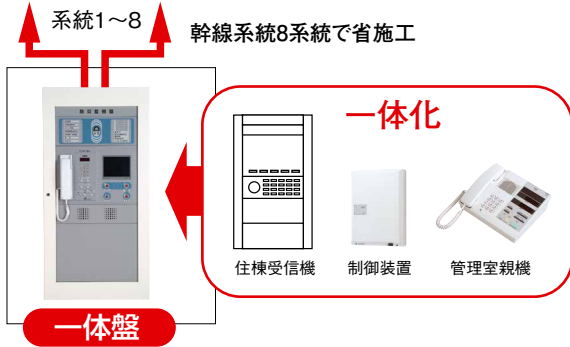 系統1～8
幹線系統8系統で省施工
一体化
住棟受信機
制御装置
管理室親機
一体盤